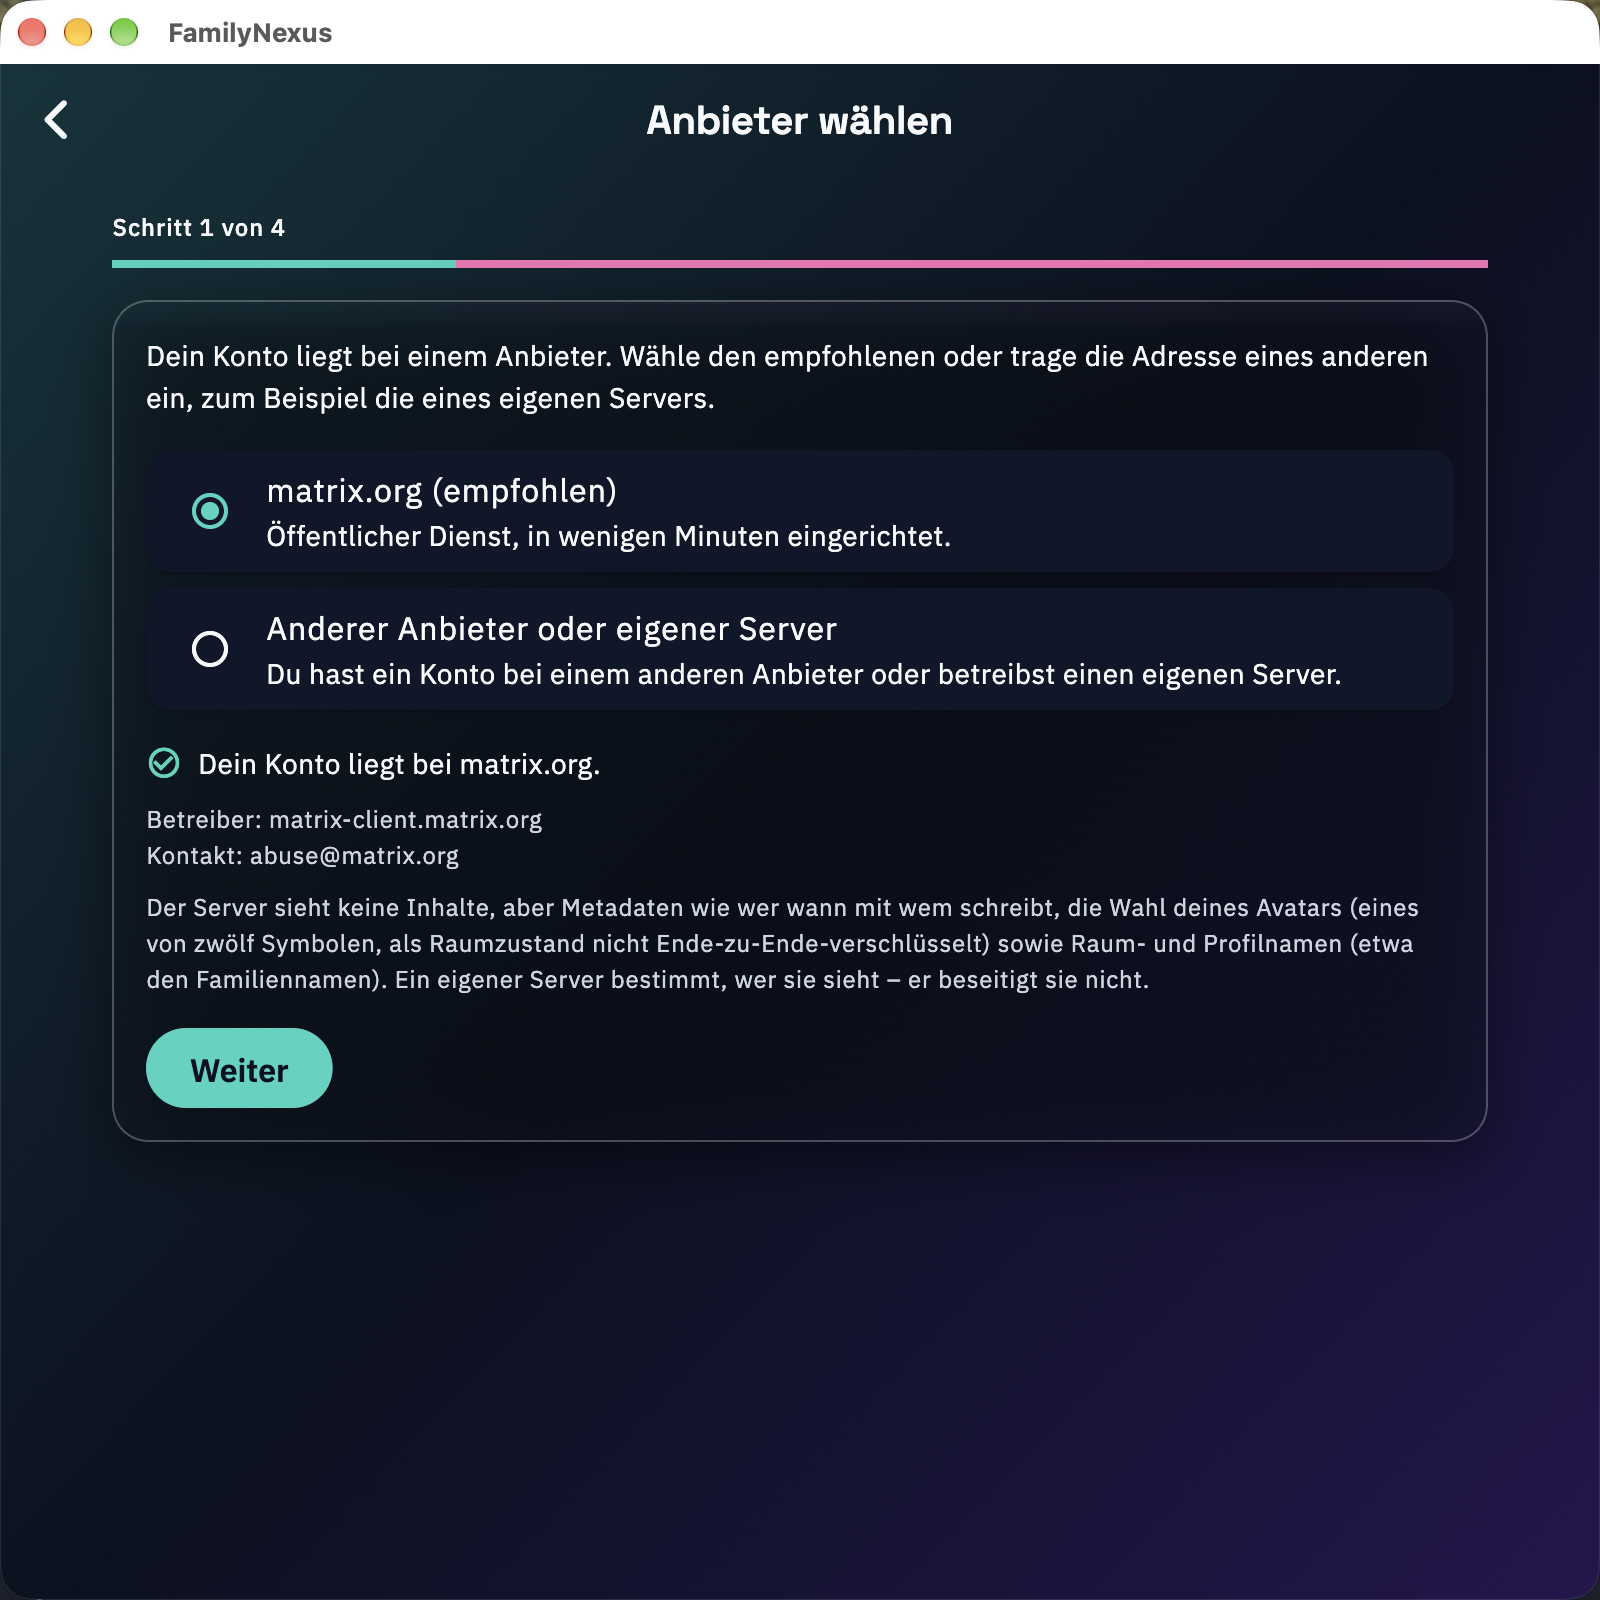 FamilyNexus
Anbieter wählen
Schritt 1 von 4
Dein Konto liegt bei einem Anbieter. Wähle den empfohlenen oder trage die Adresse eines anderen
ein, zum Beispiel die eines eigenen Servers.
matrix.org (empfohlen)
Öffentlicher Dienst, in wenigen Minuten eingerichtet.
Anderer Anbieter oder eigener Server
Du hast ein Konto bei einem anderen Anbieter oder betreibst einen eigenen Server.
Dein Konto liegt bei matrix.org.
Betreiber: matrix-client.matrix.org
Kontakt: abuse@matrix.org
Der Server sieht keine Inhalte, aber Metadaten wie wer wann mit wem schreibt, die Wahl deines Avatars (eines
von zwölf Symbolen, als Raumzustand nicht Ende-zu-Ende-verschlüsselt) sowie Raum- und Profilnamen (etwa
den Familiennamen). Ein eigener Server bestimmt, wer sie sieht – er beseitigt sie nicht.
Weiter